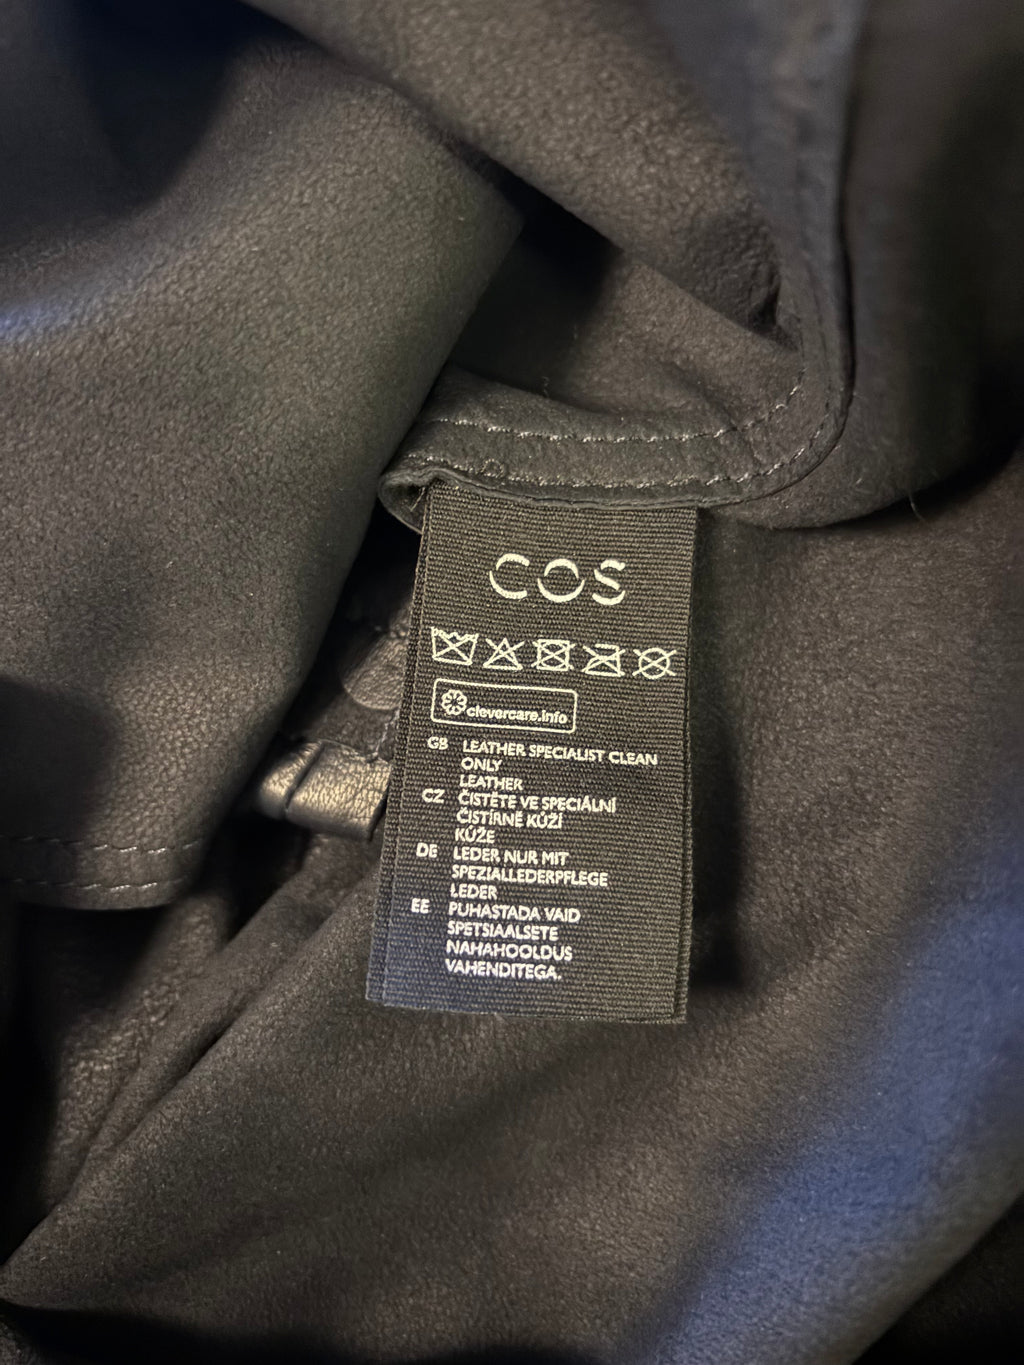 COS
clevercare.info
GB LEATHER SPECIALIST CLEAN
ONLY
LEATHER
CZ ČISTĚTE VE SPECIÁLNÍ
ČISTÍRNĚ KŮŽÍ
KŮŽE
DE LEDER NUR MIT
SPEZIALLEDERPFLEGE
LEDER
EE PUHASTADA VAID
SPETSIAALSETE
NAHAHOOLDUS
VAHENDITEGA.